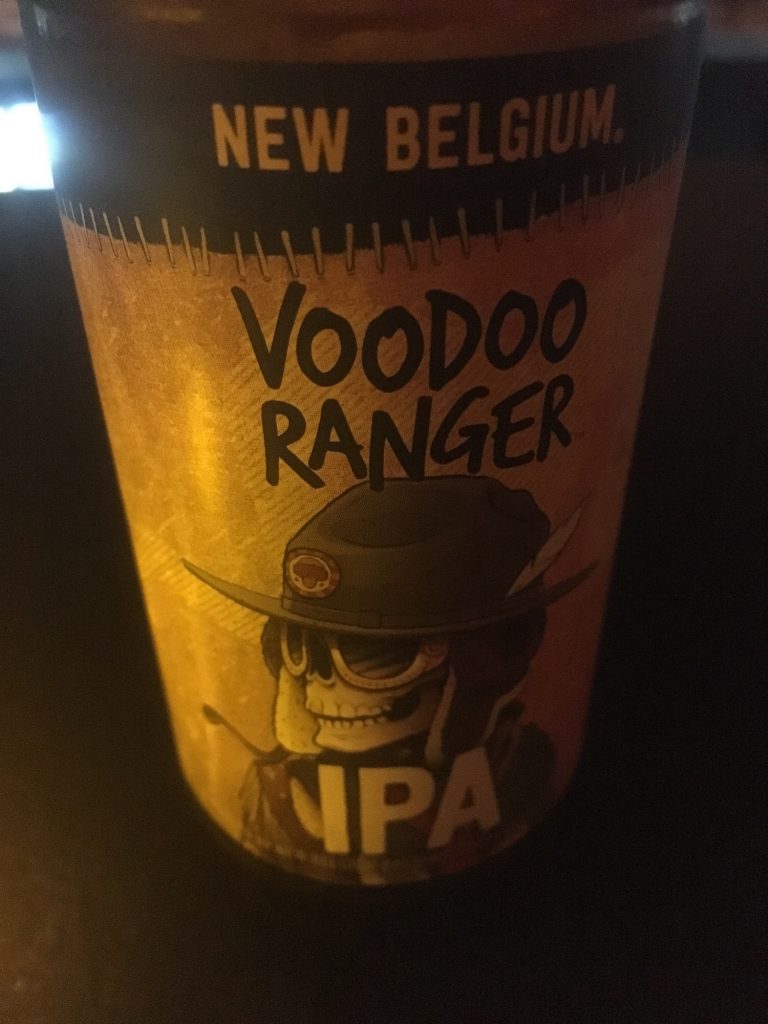 NEW BELGIUM.
VOODOO
RANGER
IPA